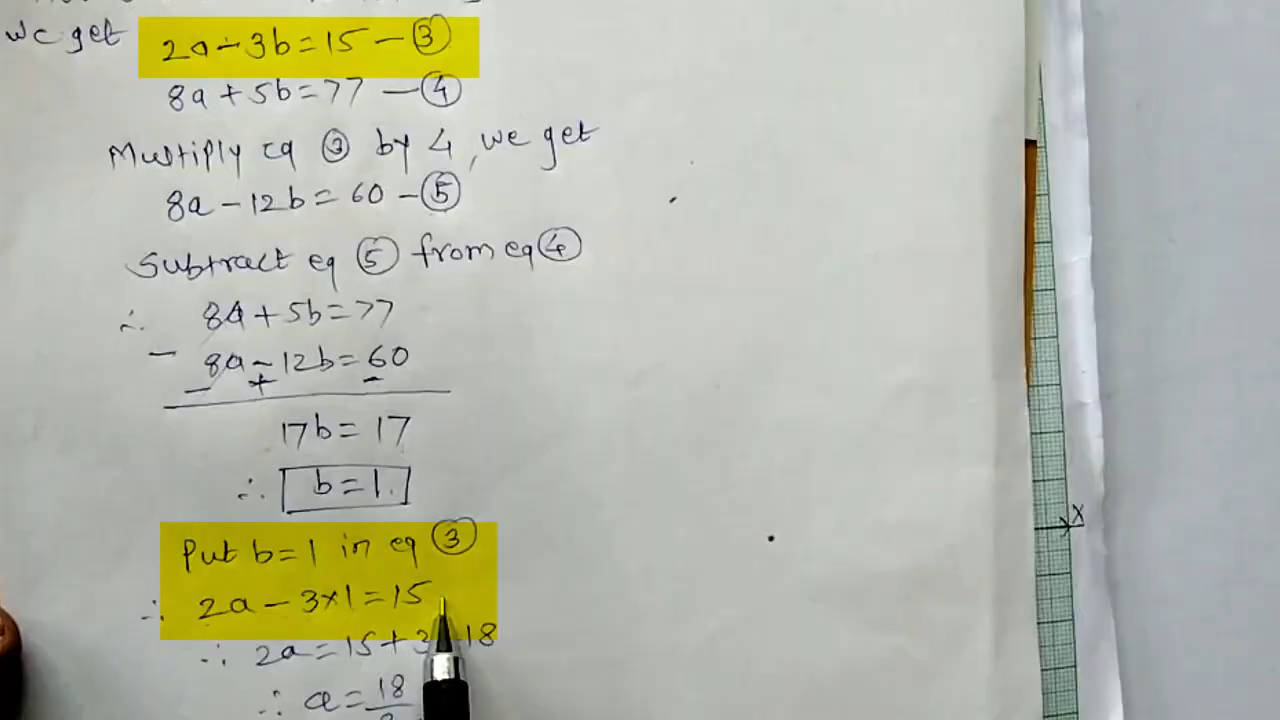 we get 2a - 3b = 15 - ③
8a + 5b = 77 - ④
Multiply eq ③ by 4, we get
8a - 12b = 60 - ⑤
Subtract eq ⑤ from eq ④
∴ 8a + 5b = 77
- 8a - 12b = 60
- + -
17b = 17
∴ b = 1.
Put b = 1 in eq ③
∴ 2a - 3×1 = 15
∴ 2a = 15 + 3 18
∴ a = 18
X